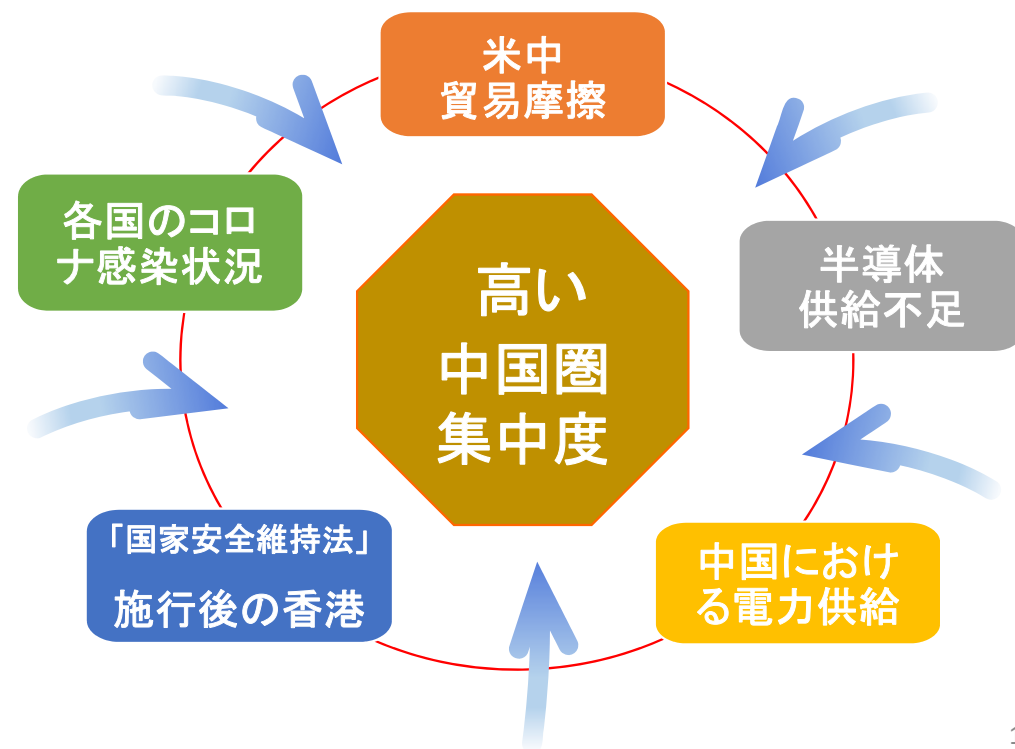 米中
貿易摩擦
各国のコロ
ナ感染状況
半導体
供給不足
高い
中国圏
集中度
「国家安全維持法」
施行後の香港
中国におけ
る電力供給